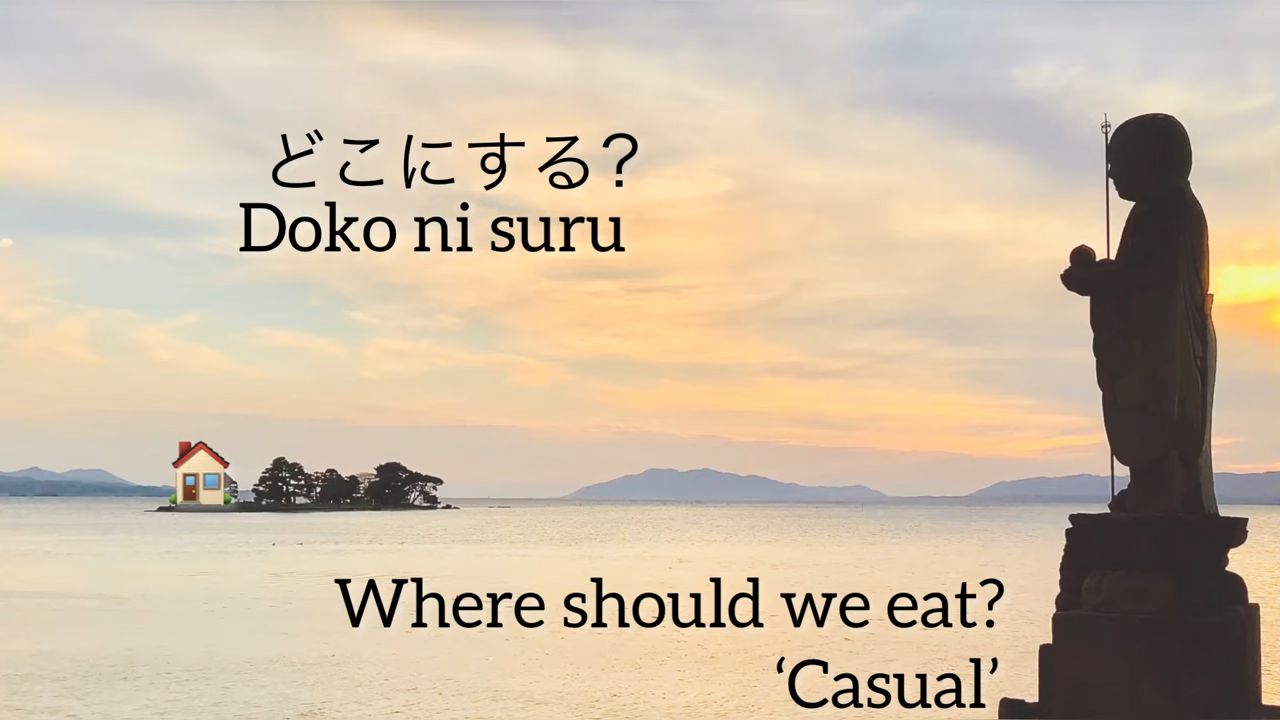 どこにする?
Doko ni suru
Where should we eat?
‘Casual’